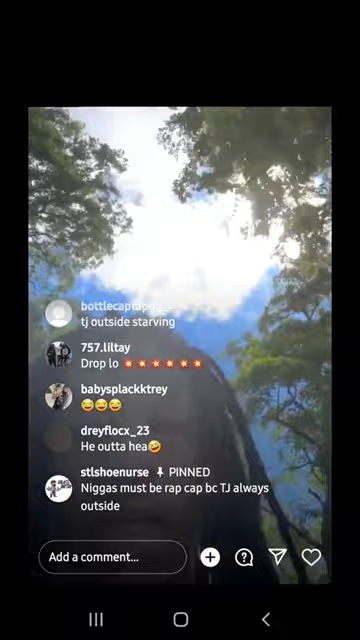 tj outside starving
757.liltay
Drop lo 💥💥💥💥💥💥
babysplackktrey
😂😂😂
dreyflocx_23
He outta hea🤣
stlshoenurse 📌 PINNED
Niggas must be rap cap bc TJ always
outside
Add a comment...